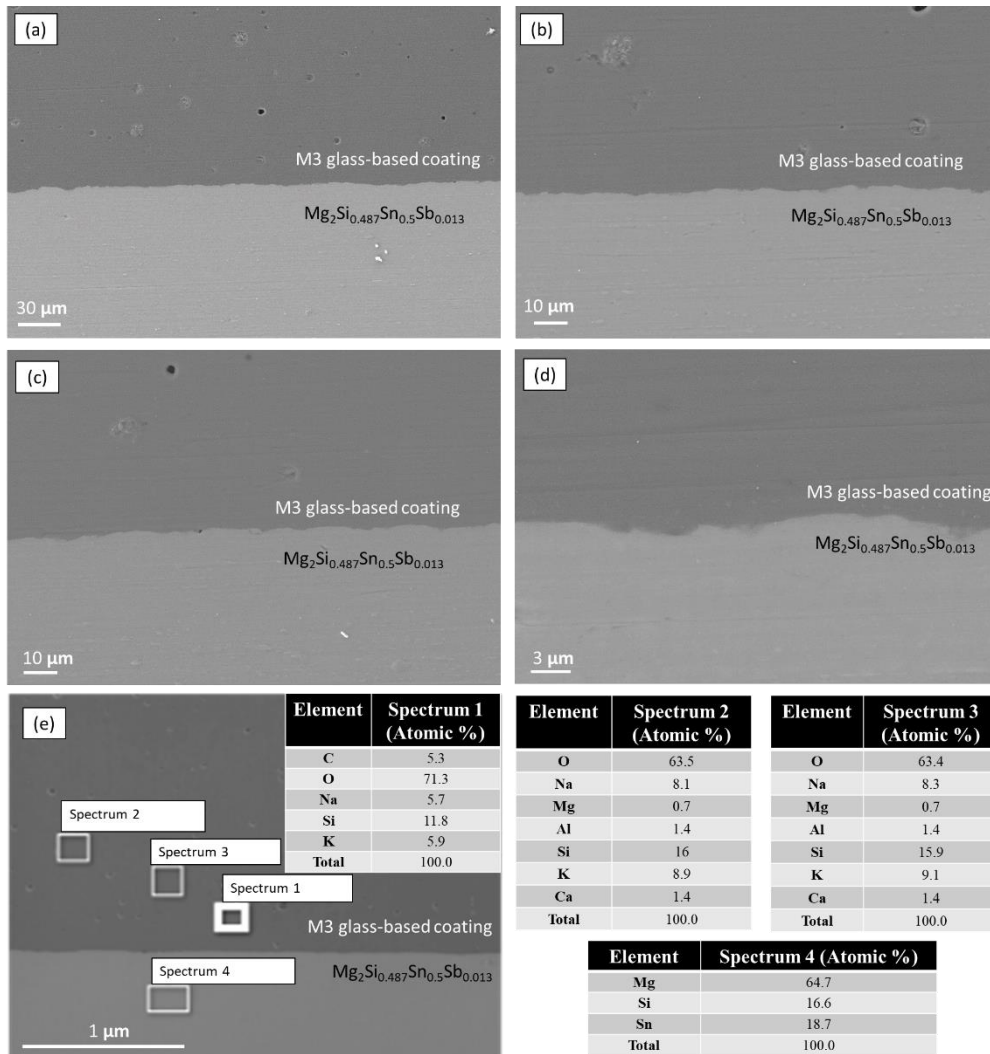 (a)
M3 glass-based coating
Mg2Si0.487Sn0.5Sb0.013
30 µm
(b)
M3 glass-based coating
Mg2Si0.487Sn0.5Sb0.013
10 µm
(c)
M3 glass-based coating
Mg2Si0.487Sn0.5Sb0.013
10 µm
(d)
M3 glass-based coating
Mg2Si0.487Sn0.5Sb0.013
3 µm
(e)
Spectrum 2
Spectrum 3
Spectrum 1
M3 glass-based coating
Mg2Si0.487Sn0.5Sb0.013
Spectrum 4
1 µm
Element Spectrum 1 (Atomic %)
C 5.3
O 71.3
Na 5.7
Si 11.8
K 5.9
Total 100.0
Element Spectrum 2 (Atomic %)
O 63.5
Na 8.1
Mg 0.7
Al 1.4
Si 16
K 8.9
Ca 1.4
Total 100.0
Element Spectrum 3 (Atomic %)
O 63.4
Na 8.3
Mg 0.7
Al 1.4
Si 15.9
K 9.1
Ca 1.4
Total 100.0
Element Spectrum 4 (Atomic %)
Mg 64.7
Si 16.6
Sn 18.7
Total 100.0